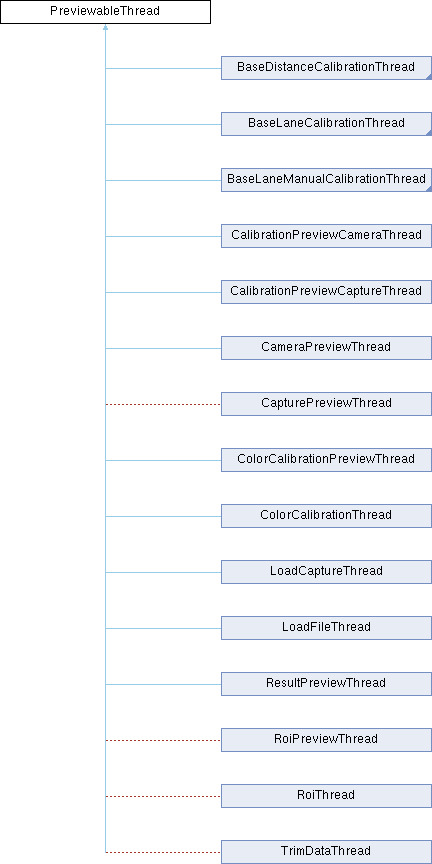 PreviewableThread
BaseDistanceCalibrationThread
BaseLaneCalibrationThread
BaseLaneManualCalibrationThread
CalibrationPreviewCameraThread
CalibrationPreviewCaptureThread
CameraPreviewThread
CapturePreviewThread
ColorCalibrationPreviewThread
ColorCalibrationThread
LoadCaptureThread
LoadFileThread
ResultPreviewThread
RoiPreviewThread
RoiThread
TrimDataThread